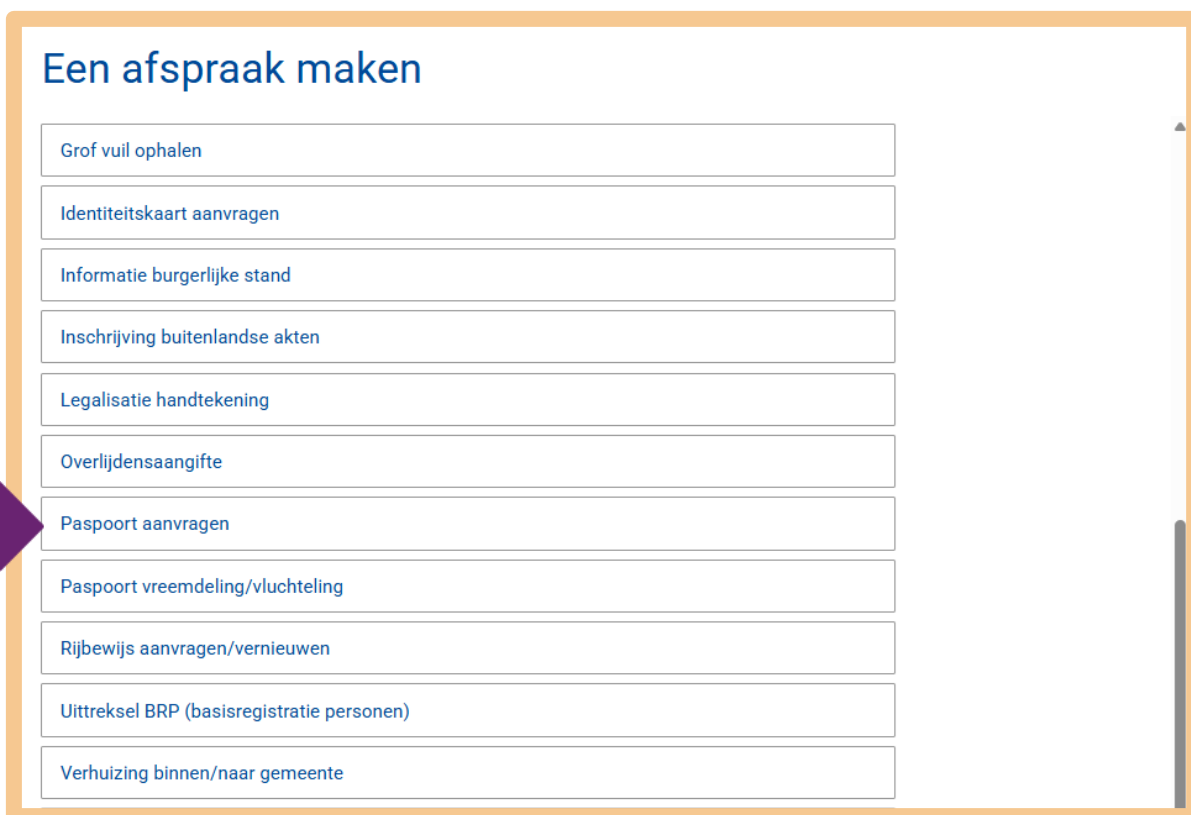 Een afspraak maken
Grof vuil ophalen
Identiteitskaart aanvragen
Informatie burgerlijke stand
Inschrijving buitenlandse akten
Legalisatie handtekening
Overlijdensaangifte
Paspoort aanvragen
Paspoort vreemdeling/vluchteling
Rijbewijs aanvragen/vernieuwen
Uittreksel BRP (basisregistratie personen)
Verhuizing binnen/naar gemeente